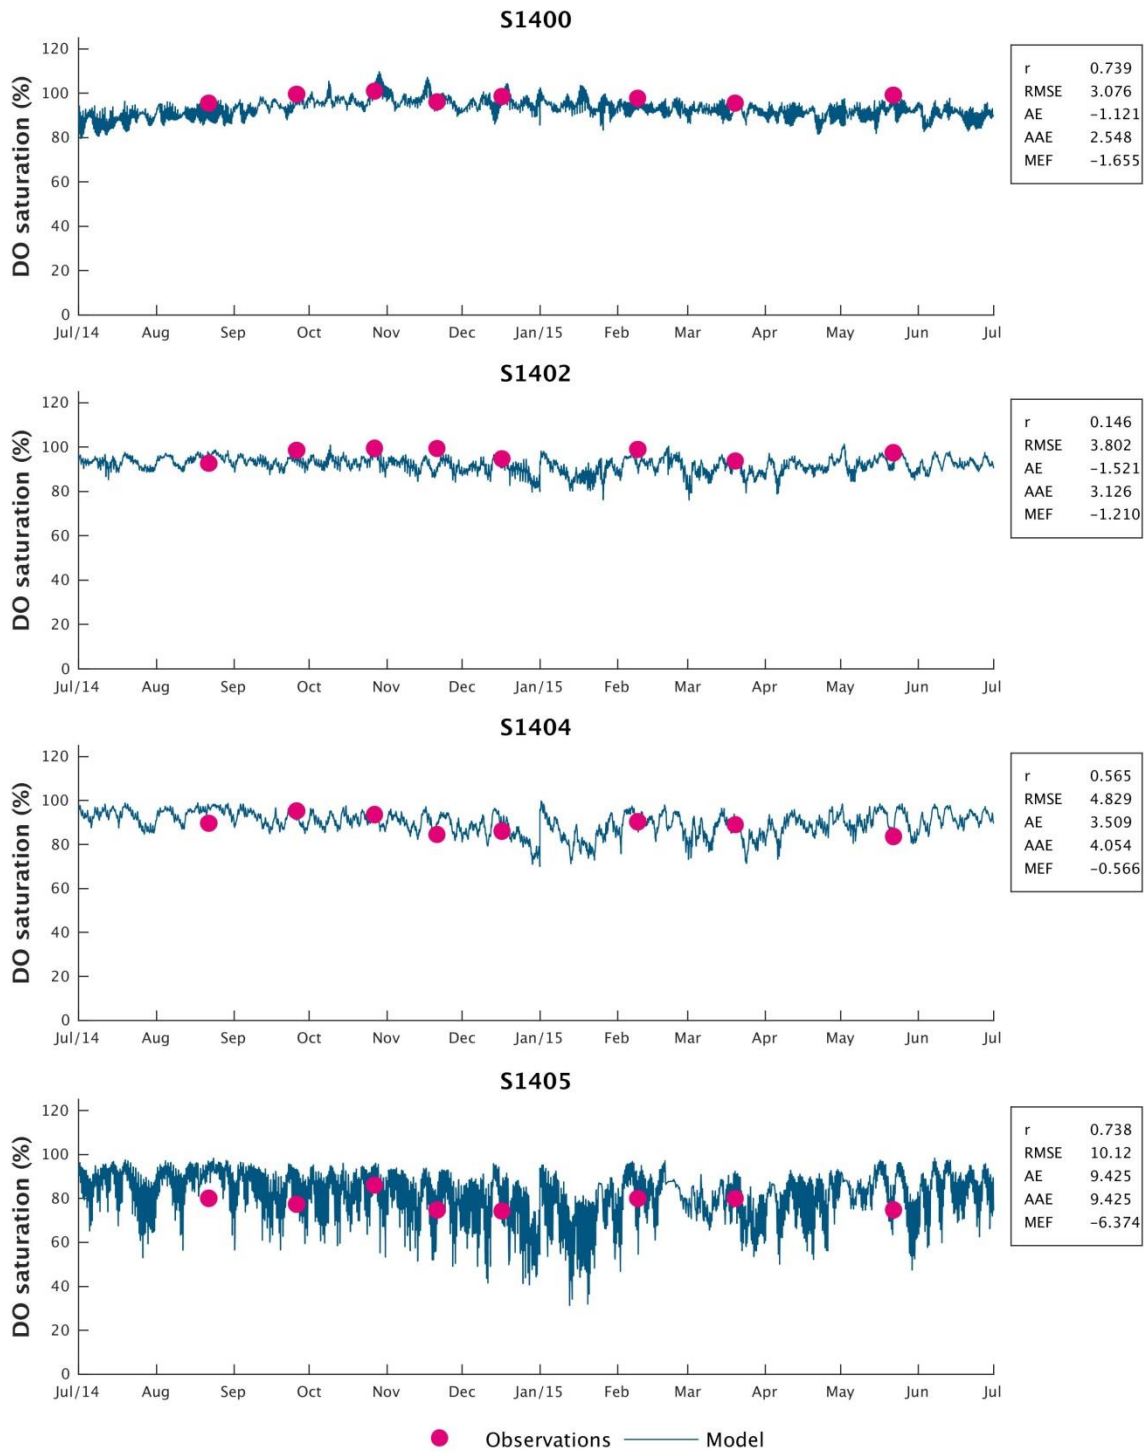 S1400
DO saturation (%)
120
100
80
60
40
20
0
Jul/14 Aug Sep Oct Nov Dec Jan/15 Feb Mar Apr May Jun Jul
r 0.739
RMSE 3.076
AE −1.121
AAE 2.548
MEF −1.655
S1402
DO saturation (%)
120
100
80
60
40
20
0
Jul/14 Aug Sep Oct Nov Dec Jan/15 Feb Mar Apr May Jun Jul
r 0.146
RMSE 3.802
AE −1.521
AAE 3.126
MEF −1.210
S1404
DO saturation (%)
120
100
80
60
40
20
0
Jul/14 Aug Sep Oct Nov Dec Jan/15 Feb Mar Apr May Jun Jul
r 0.565
RMSE 4.829
AE 3.509
AAE 4.054
MEF −0.566
S1405
DO saturation (%)
120
100
80
60
40
20
0
Jul/14 Aug Sep Oct Nov Dec Jan/15 Feb Mar Apr May Jun Jul
r 0.738
RMSE 10.12
AE 9.425
AAE 9.425
MEF −6.374
Observations Model